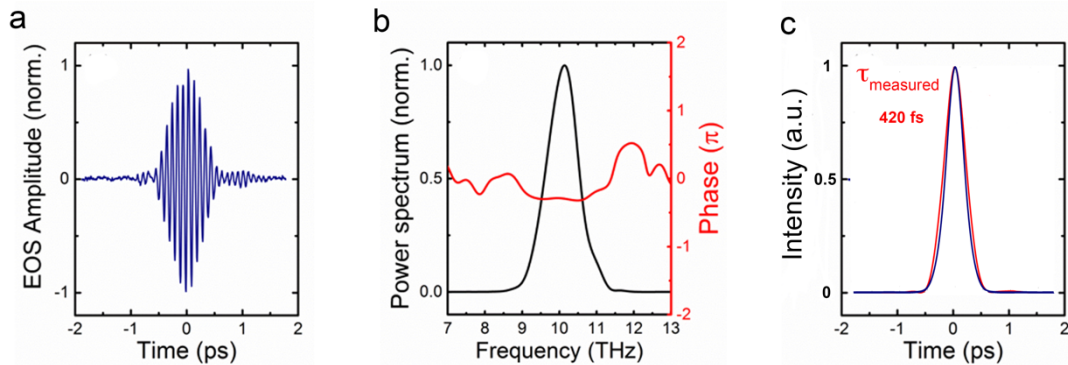 a
EOS Amplitude (norm.)
1
0
-1
-2 -1 0 1 2
Time (ps)
b
Power spectrum (norm.)
1.0
0.5
0.0
7 8 9 10 11 12 13
Frequency (THz)
2
1
0
-1
-2
Phase (π)
c
Intensity (a.u.)
1
0.5
0
τmeasured
420 fs
-2 -1 0 1 2
Time (ps)